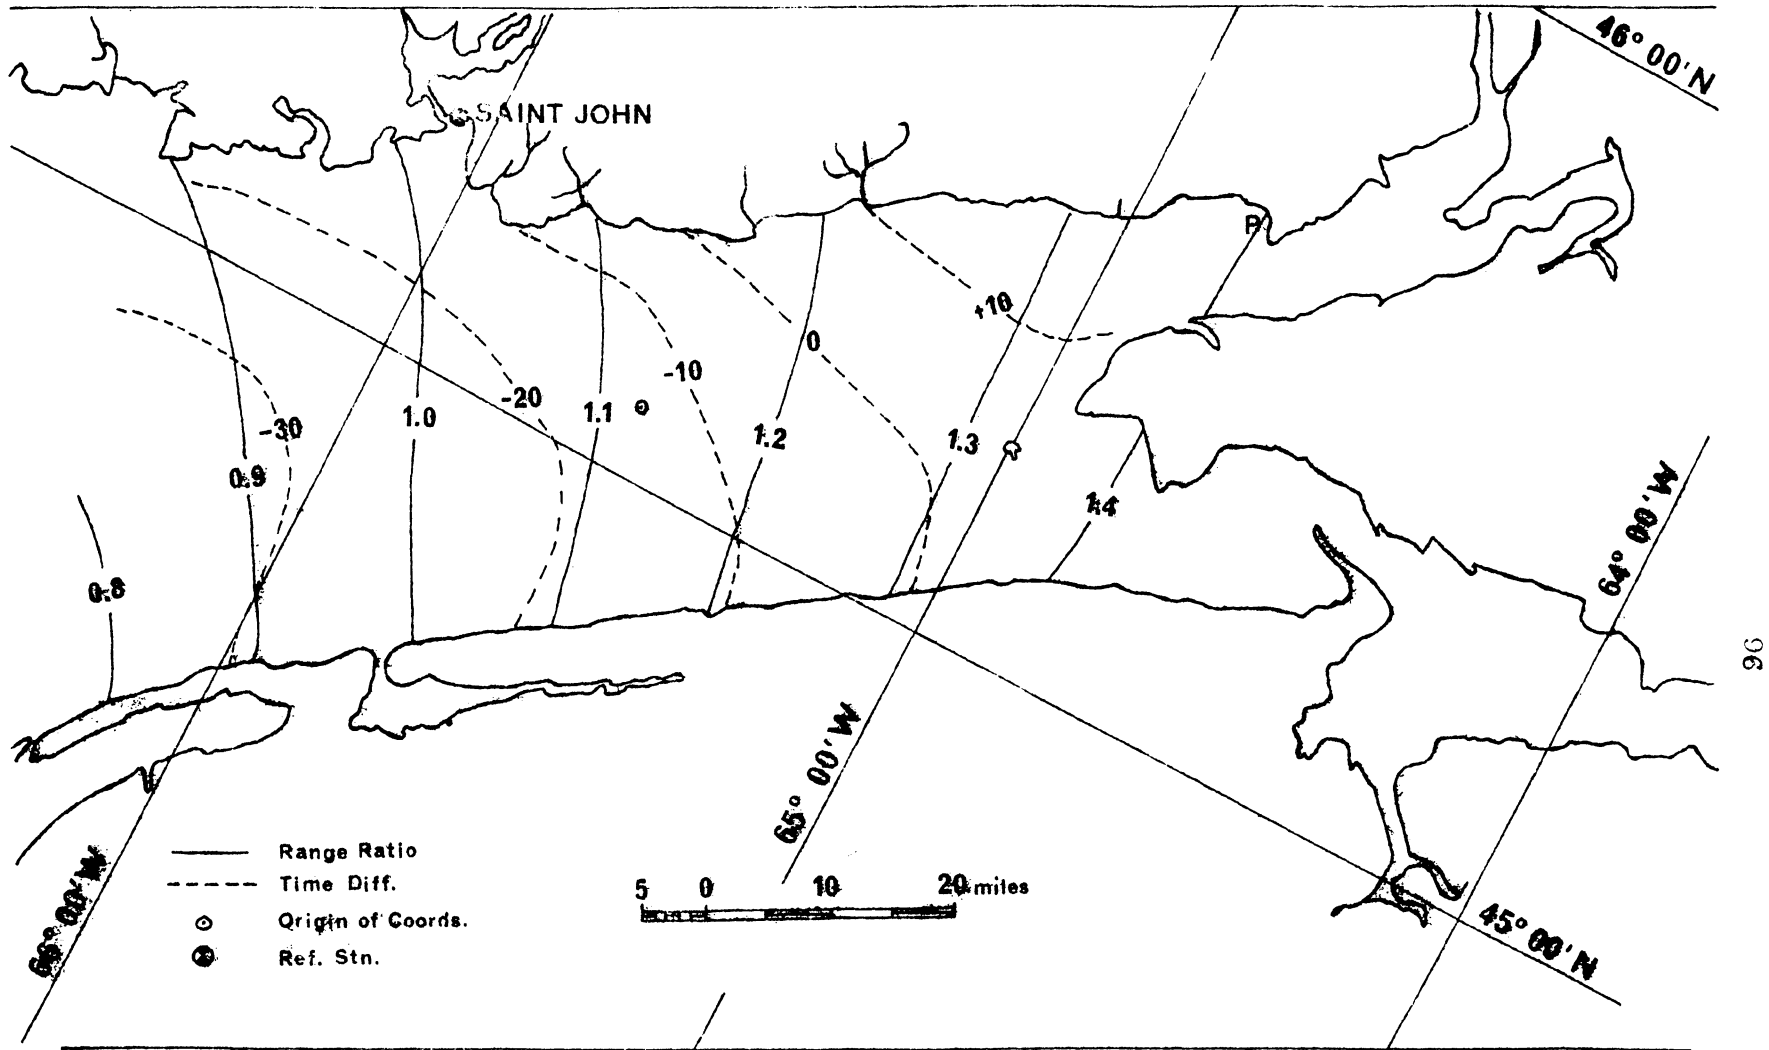 46° 00' N
SAINT JOHN
P
+10
0
-10
-20
1.0
1.1
-30
1.2
1.3
0.9
1.4
0.8
64° 00' W
96
65° 00' W
66° 00' W
45° 00' N
Range Ratio
Time Diff.
Origin of Coords.
Ref. Stn.
5 0 10 20 miles